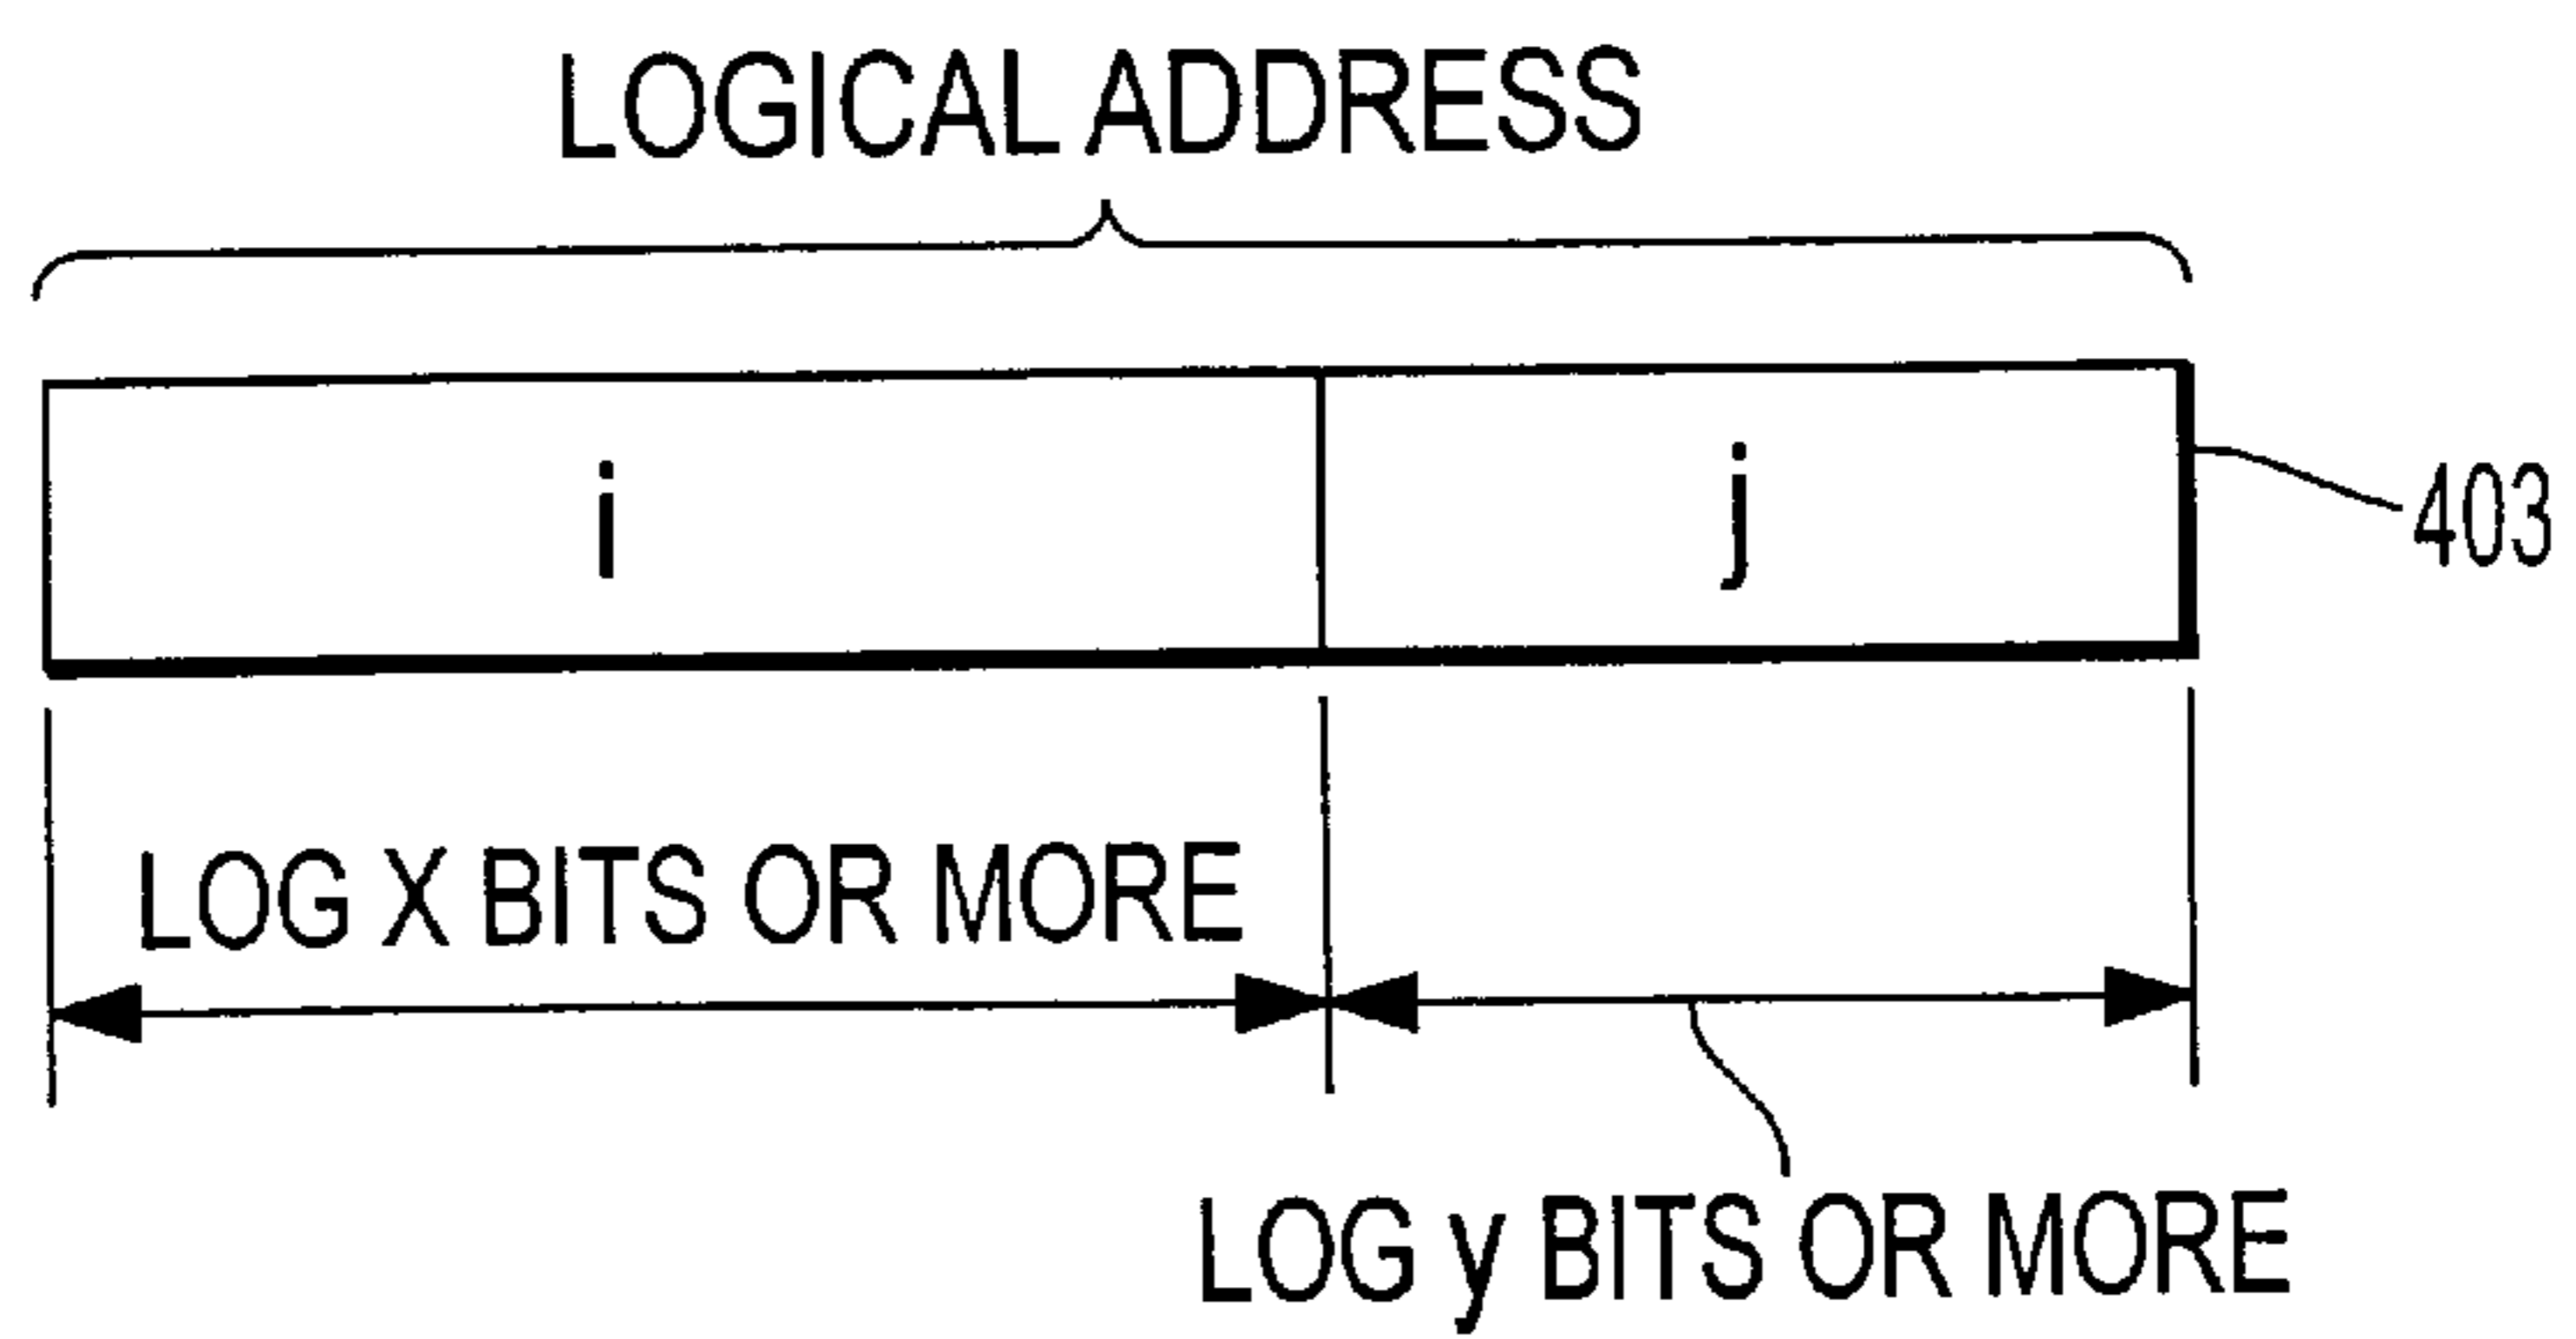 LOGICAL ADDRESS
i j
403
LOG X BITS OR MORE
LOG y BITS OR MORE